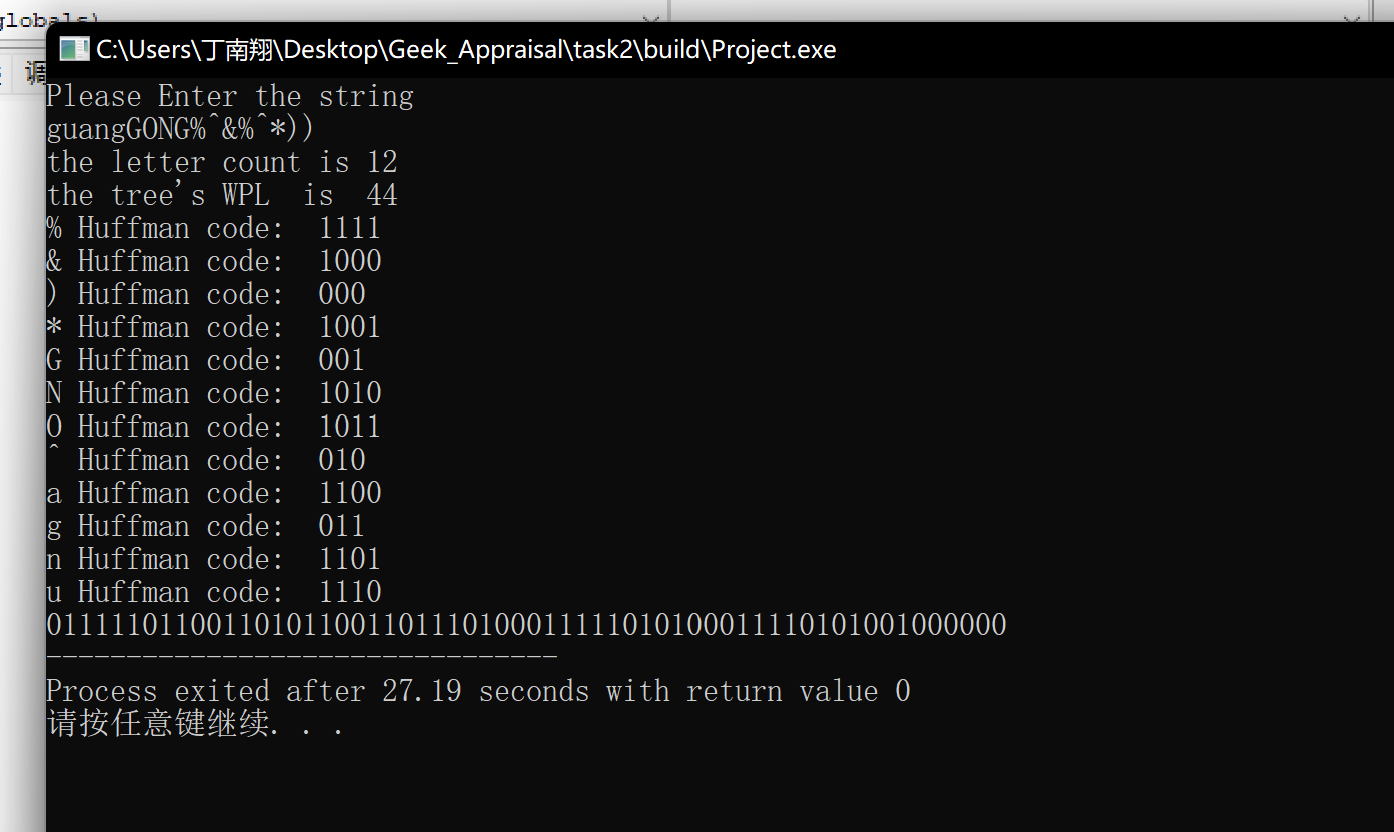 globals)
调
C:\Users\丁南翔\Desktop\Geek_Appraisal\task2\build\Project.exe
Please Enter the string
guangGONG%^&%^*))
the letter count is 12
the tree's WPL  is  44
% Huffman code:  1111
& Huffman code:  1000
) Huffman code:  000
* Huffman code:  1001
G Huffman code:  001
N Huffman code:  1010
O Huffman code:  1011
^ Huffman code:  010
a Huffman code:  1100
g Huffman code:  011
n Huffman code:  1101
u Huffman code:  1110
011111011001101011001101110100011111010100011110101001000000
--------------------------------
Process exited after 27.19 seconds with return value 0
请按任意键继续. . .